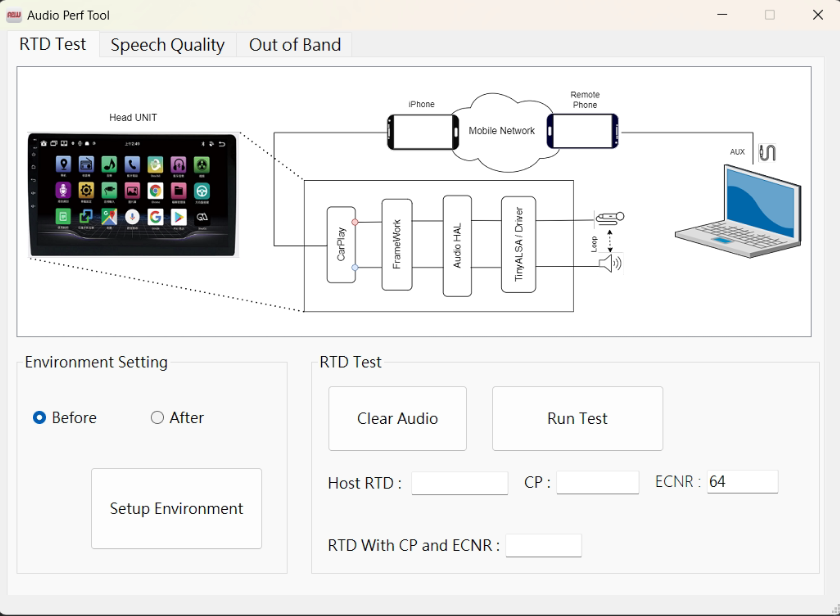 Audio Perf Tool
RTD Test
Speech Quality
Out of Band
Head UNIT
iPhone
Mobile Network
Remote
Phone
AUX
CarPlay
FrameWork
Audio HAL
TinyALSA / Driver
Loop
Environment Setting
Before
After
Setup Environment
RTD Test
Clear Audio
Run Test
Host RTD :
CP :
ECNR : 64
RTD With CP and ECNR :